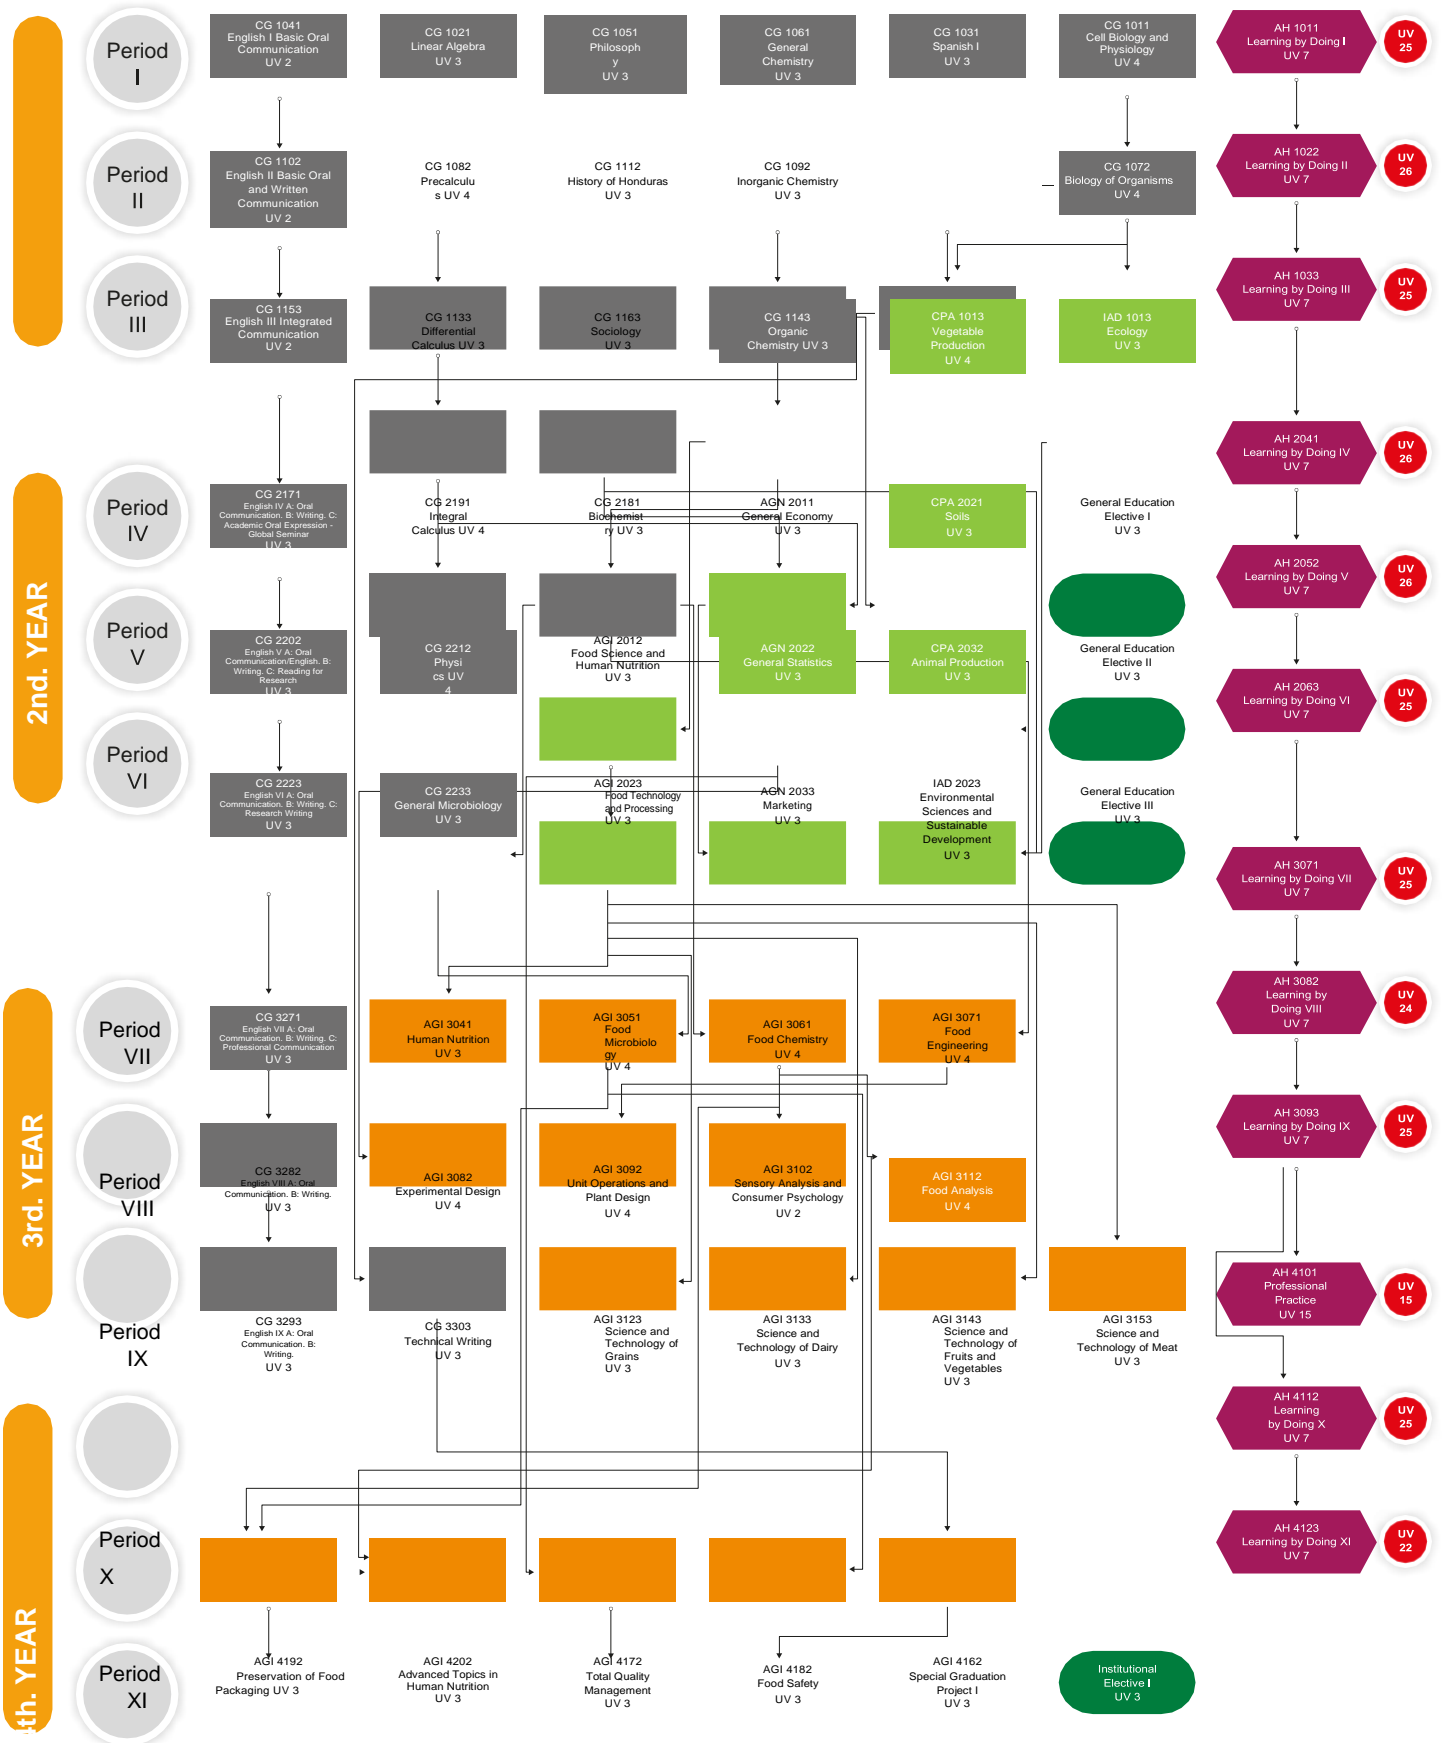 Period
I
CG 1041
English I Basic Oral
Communication
UV 2
CG 1021
Linear Algebra
UV 3
CG 1051
Philosoph
y
UV 3
CG 1061
General
Chemistry
UV 3
CG 1031
Spanish I
UV 3
CG 1011
Cell Biology and
Physiology
UV 4
AH 1011
Learning by Doing I
UV 7
UV
25
Period
II
CG 1102
English II Basic Oral
and Written
Communication
UV 2
CG 1082
Precalculu
s UV 4
CG 1112
History of Honduras
UV 3
CG 1092
Inorganic Chemistry
UV 3
CG 1072
Biology of Organisms
UV 4
AH 1022
Learning by Doing II
UV 7
UV
26
Period
III
CG 1153
English III Integrated
Communication
UV 2
CG 1133
Differential
Calculus UV 3
CG 1163
Sociology
UV 3
CG 1143
Organic
Chemistry UV 3
CPA 1013
Vegetable
Production
UV 4
IAD 1013
Ecology
UV 3
AH 1033
Learning by Doing III
UV 7
UV
25
2nd. YEAR
Period
IV
CG 2171
English IV A: Oral
Communication. B: Writing. C:
Academic Oral Expression -
Global Seminar
UV 3
CG 2191
Integral
Calculus UV 4
CG 2181
Biochemist
ry UV 3
AGN 2011
General Economy
UV 3
CPA 2021
Soils
UV 3
General Education
Elective I
UV 3
AH 2041
Learning by Doing IV
UV 7
UV
26
Period
V
CG 2202
English V A: Oral
Communication/English. B:
Writing. C: Reading for
Research
UV 3
CG 2212
Physi
cs UV
4
AGI 2012
Food Science and
Human Nutrition
UV 3
AGN 2022
General Statistics
UV 3
CPA 2032
Animal Production
UV 3
General Education
Elective II
UV 3
AH 2052
Learning by Doing V
UV 7
UV
26
Period
VI
CG 2223
English VI A: Oral
Communication. B: Writing. C:
Research Writing
UV 3
CG 2233
General Microbiology
UV 3
AGI 2023
Food Technology
and Processing
UV 3
AGN 2033
Marketing
UV 3
IAD 2023
Environmental
Sciences and
Sustainable
Development
UV 3
General Education
Elective III
UV 3
AH 2063
Learning by Doing VI
UV 7
UV
25
3rd. YEAR
Period
VII
CG 3271
English VII A: Oral
Communication. B: Writing. C:
Professional Communication
UV 3
AGI 3041
Human Nutrition
UV 3
AGI 3051
Food
Microbiolo
gy
UV 4
AGI 3061
Food Chemistry
UV 4
AGI 3071
Food
Engineering
UV 4
AH 3071
Learning by Doing VII
UV 7
UV
25
Period
VIII
CG 3282
English VIII A: Oral
Communication. B: Writing.
UV 3
AGI 3082
Experimental Design
UV 4
AGI 3092
Unit Operations and
Plant Design
UV 4
AGI 3102
Sensory Analysis and
Consumer Psychology
UV 2
AGI 3112
Food Analysis
UV 4
AH 3082
Learning by
Doing VIII
UV 7
UV
24
Period
IX
CG 3293
English IX A: Oral
Communication. B:
Writing.
UV 3
CG 3303
Technical Writing
UV 3
AGI 3123
Science and
Technology of
Grains
UV 3
AGI 3133
Science and
Technology of Dairy
UV 3
AGI 3143
Science and
Technology of
Fruits and
Vegetables
UV 3
AGI 3153
Science and
Technology of Meat
UV 3
AH 3093
Learning by Doing IX
UV 7
UV
25
AH 4101
Professional
Practice
UV 15
UV
15
4th. YEAR
Period
X
AH 4112
Learning
by Doing X
UV 7
UV
25
Period
XI
AGI 4192
Preservation of Food
Packaging UV 3
AGI 4202
Advanced Topics in
Human Nutrition
UV 3
AGI 4172
Total Quality
Management
UV 3
AGI 4182
Food Safety
UV 3
AGI 4162
Special Graduation
Project I
UV 3
Institutional
Elective I
UV 3
AH 4123
Learning by Doing XI
UV 7
UV
22